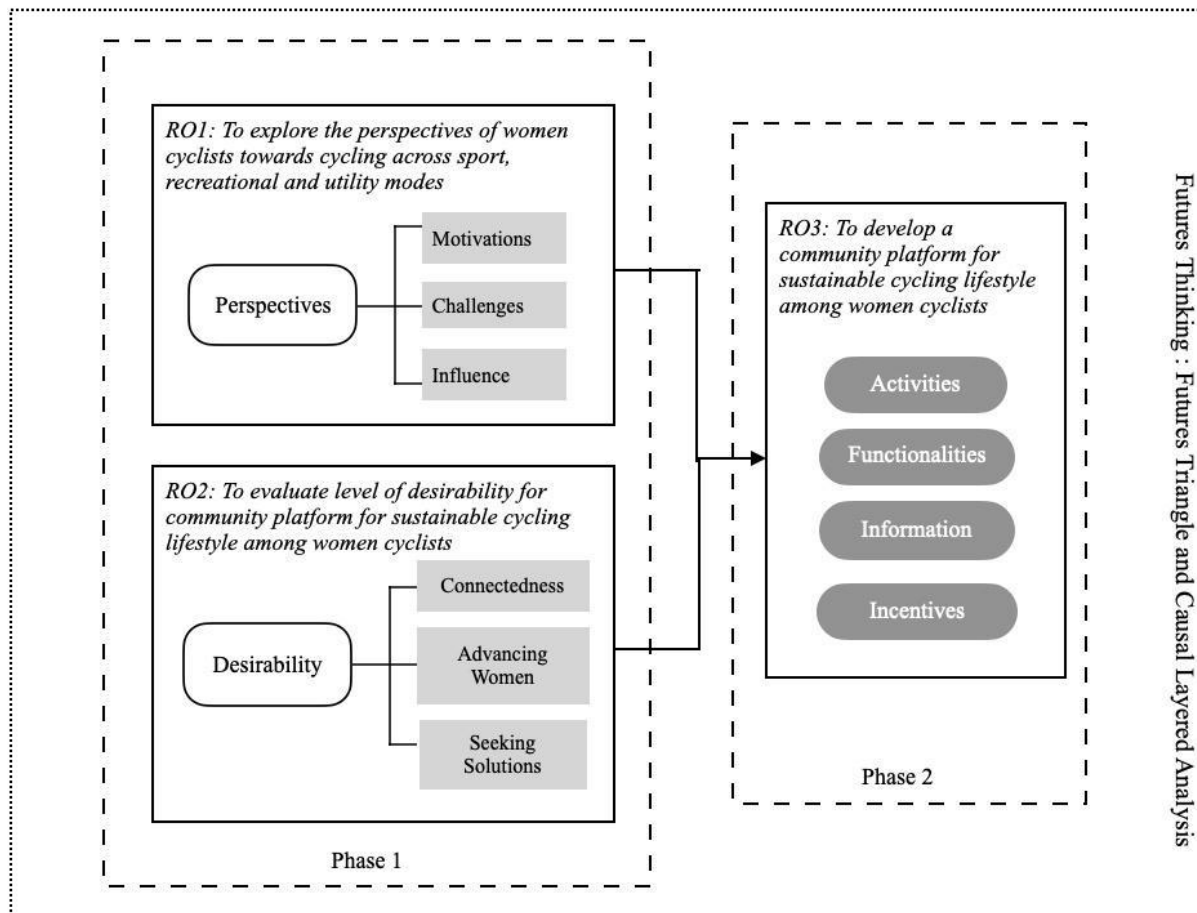 RO1: To explore the perspectives of women
cyclists towards cycling across sport,
recreational and utility modes
Perspectives
Motivations
Challenges
Influence
RO2: To evaluate level of desirability for
community platform for sustainable cycling
lifestyle among women cyclists
Desirability
Connectedness
Advancing
Women
Seeking
Solutions
Phase 1
RO3: To develop a
community platform for
sustainable cycling lifestyle
among women cyclists
Activities
Functionalities
Information
Incentives
Phase 2
Futures Thinking : Futures Triangle and Causal Layered Analysis